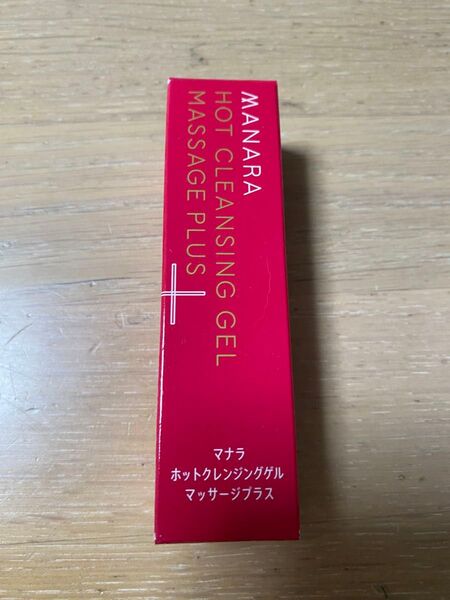 MANARA
HOT CLEANSING GEL
MASSAGE PLUS
マナラ
ホットクレンジングゲル
マッサージプラス